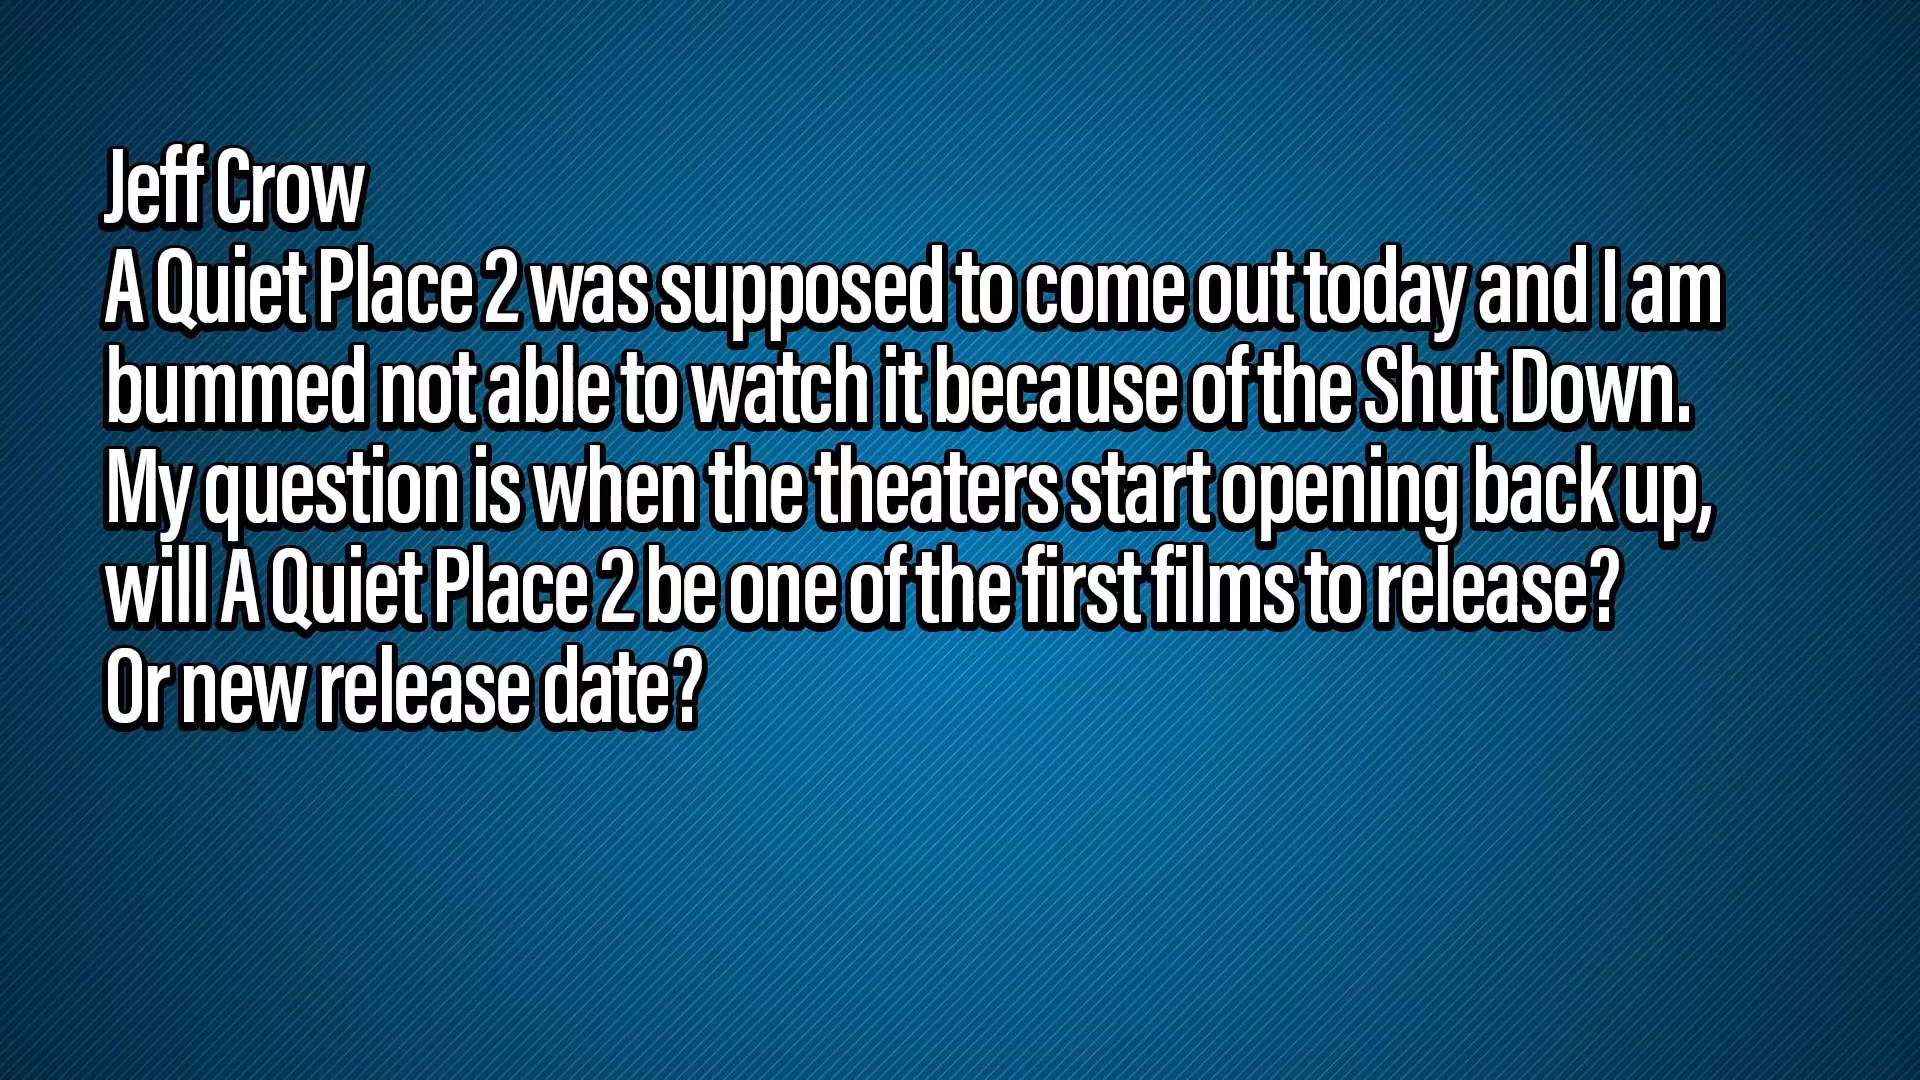 Jeff Crow
A Quiet Place 2 was supposed to come out today and I am
bummed not able to watch it because of the Shut Down.
My question is when the theaters start opening back up,
will A Quiet Place 2 be one of the first films to release?
Or new release date?